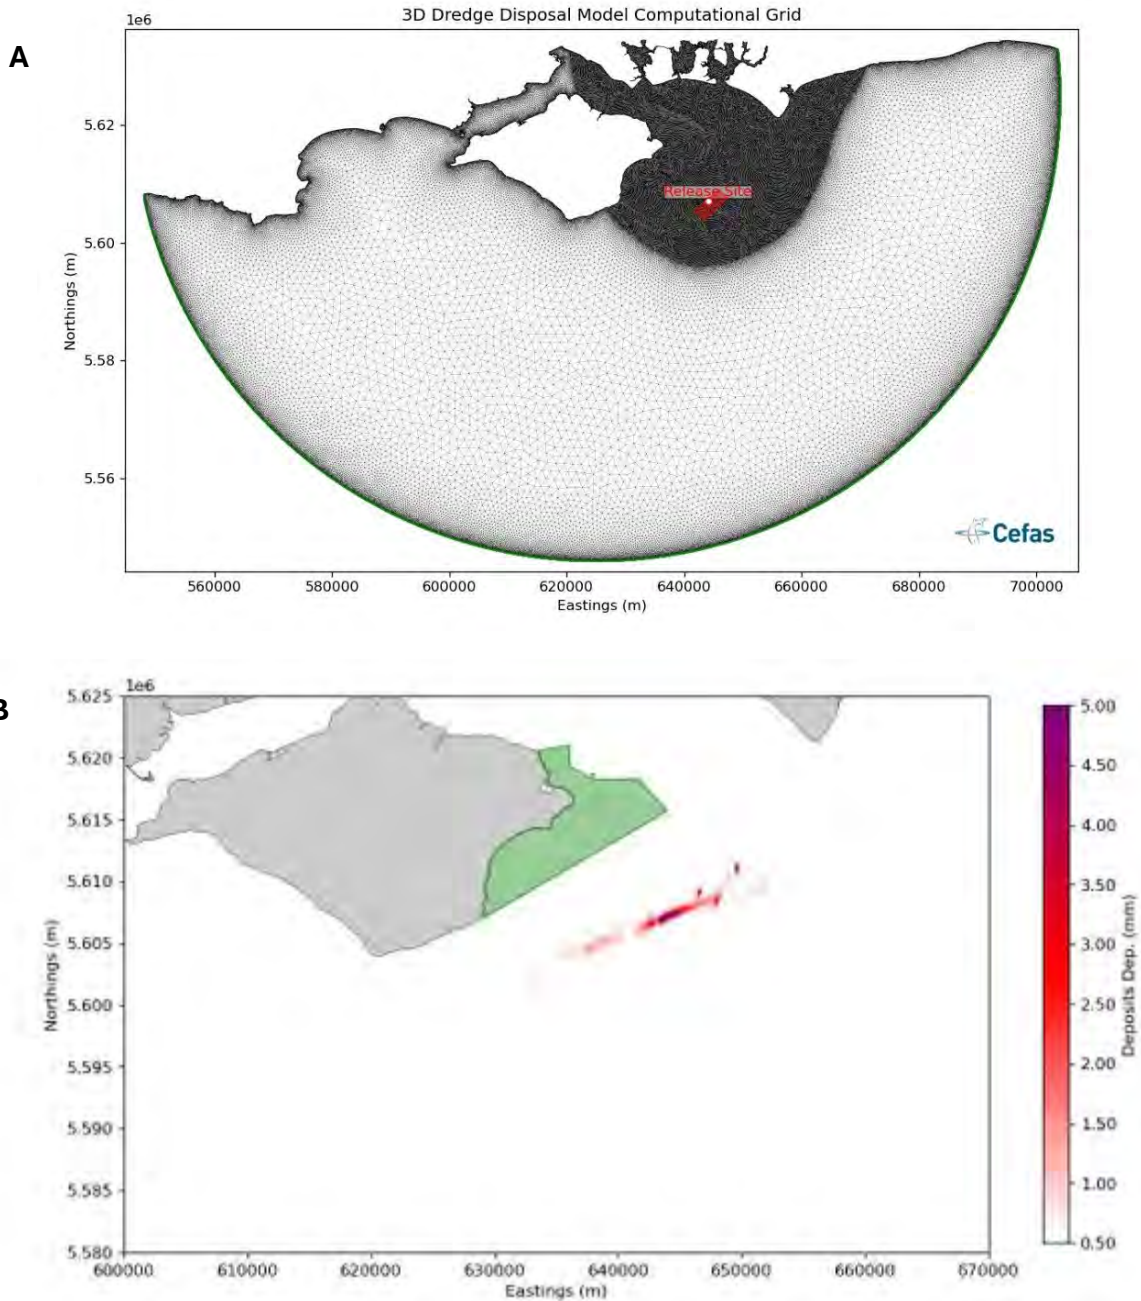 A
3D Dredge Disposal Model Computational Grid
1e6
5.62
5.60
5.58
5.56
Northings (m)
Release Site
Cefas
560000 580000 600000 620000 640000 660000 680000 700000
Eastings (m)
B
1e6
5.625
5.620
5.615
5.610
5.605
5.600
5.595
5.590
5.585
5.580
Northings (m)
600000 610000 620000 630000 640000 650000 660000 670000
Eastings (m)
5.00
4.50
4.00
3.50
3.00
2.50
2.00
1.50
1.00
0.50
Deposits Dep. (mm)